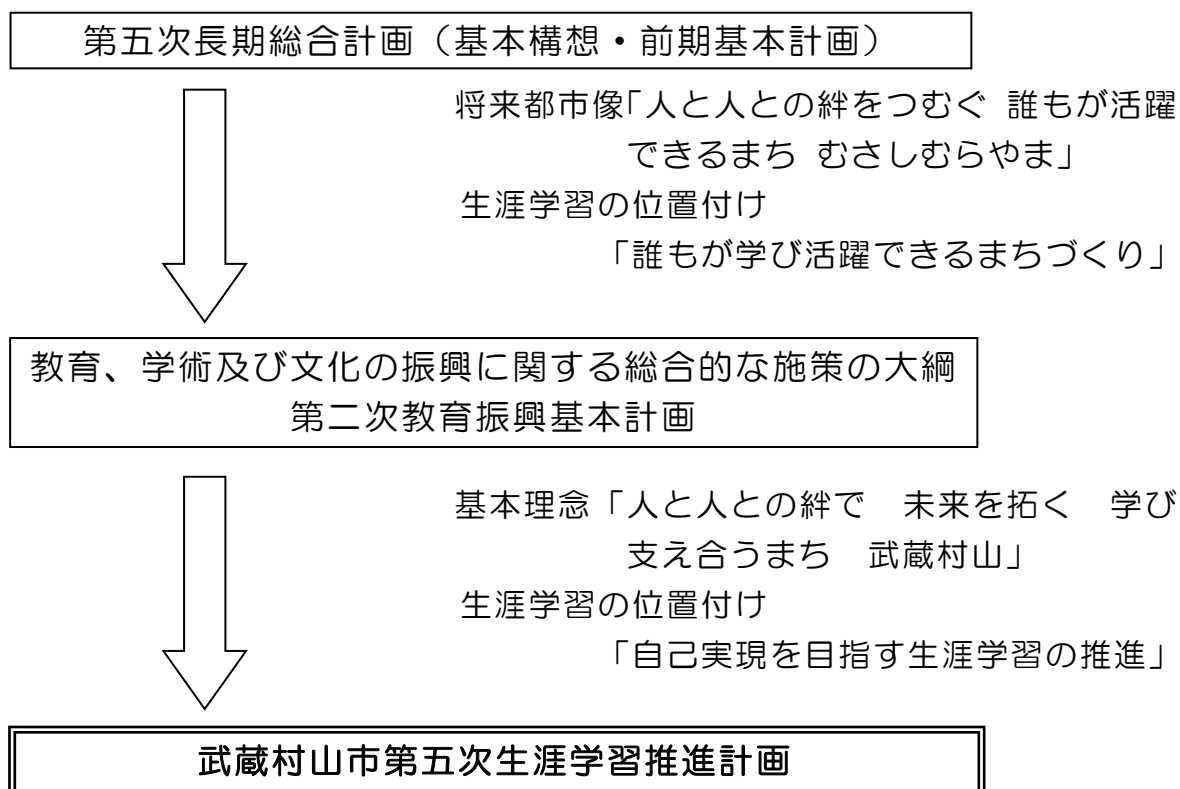 第五次長期総合計画（基本構想・前期基本計画）
将来都市像「人と人との絆をつむぐ 誰もが活躍
できるまち むさしむらやま」
生涯学習の位置付け
「誰もが学び活躍できるまちづくり」
教育、学術及び文化の振興に関する総合的な施策の大綱
第二次教育振興基本計画
基本理念「人と人との絆で　未来を拓く　学び
支え合うまち　武蔵村山」
生涯学習の位置付け
「自己実現を目指す生涯学習の推進」
武蔵村山市第五次生涯学習推進計画